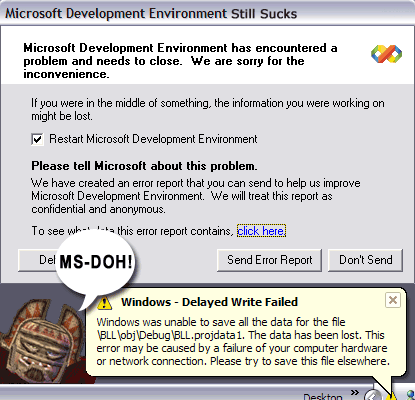 Microsoft Development Environment Still Sucks
Microsoft Development Environment has encountered a
problem and needs to close. We are sorry for the
inconvenience.
If you were in the middle of something, the information you were working on
might be lost.
Restart Microsoft Development Environment
Please tell Microsoft about this problem.
We have created an error report that you can send to help us improve
Microsoft Development Environment. We will treat this report as
confidential and anonymous.
To see what data this error report contains, click here.
De
MS-DOH!
Send Error Report
Don't Send
Windows - Delayed Write Failed
Windows was unable to save all the data for the file
\BLL\obj\Debug\BLL.projdata1. The data has been lost. This
error may be caused by a failure of your computer hardware
or network connection. Please try to save this file elsewhere.
Desktop